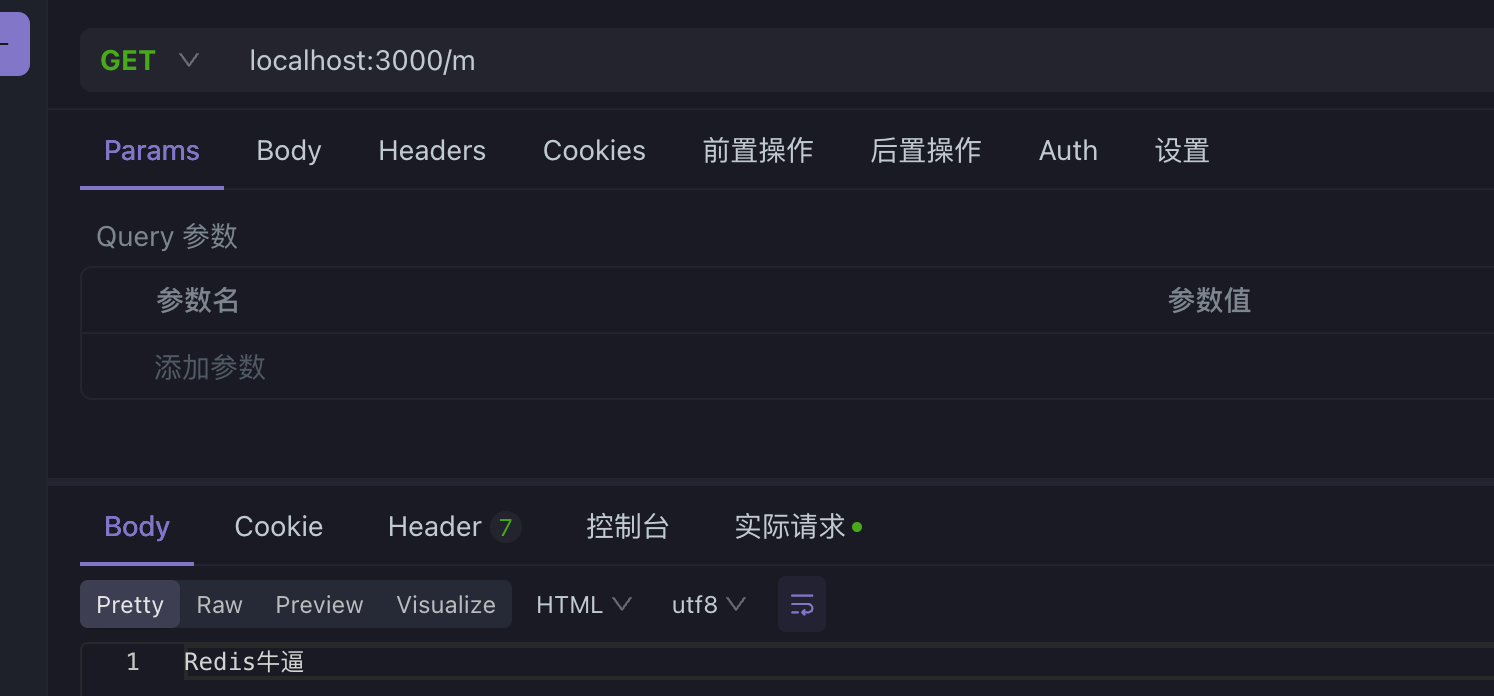 GET localhost:3000/m
Params Body Headers Cookies 前置操作 后置操作 Auth 设置
Query 参数
参数名 参数值
添加参数
Body Cookie Header 7 控制台 实际请求
Pretty Raw Preview Visualize HTML utf8
1 Redis牛逼